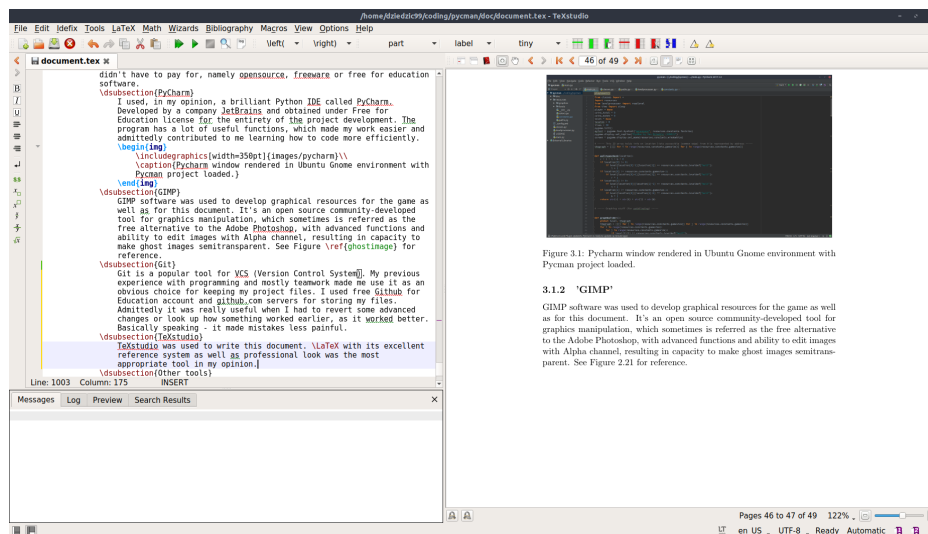 /home/dziedzic99/coding/pycman/doc/document.tex - TeXstudio
File Edit Idefix Tools LaTeX Math Wizards Bibliography Macros View Options Help
\left( \right) part label tiny
document.tex
46 of 49
didn't have to pay for, namely opensource, freeware or free for education
software.
\dsubsection{PyCharm}
I used, in my opinion, a brilliant Python IDE called PyCharm.
Developed by a company JetBrains and obtained under Free for
Education license for the entirety of the project development. The
program has a lot of useful functions, which made my work easier and
admittedly contributed to me learning how to code more efficiently.
\begin{img}
\includegraphics[width=350pt]{images/pycharm}\\
\caption{Pycharm window rendered in Ubuntu Gnome environment with
Pycman project loaded.}
\end{img}
\dsubsection{GIMP}
GIMP software was used to develop graphical resources for the game as
well as for this document. It's an open source community-developed
tool for graphics manipulation, which sometimes is referred as the
free alternative to the Adobe Photoshop, with advanced functions and
ability to edit images with Alpha channel, resulting in capacity to
make ghost images semitransparent. See Figure \ref{ghostimage} for
reference.
\dsubsection{Git}
Git is a popular tool for VCS (Version Control System). My previous
experience with programming and mostly teamwork made me use it as an
obvious choice for keeping my project files. I used free Github for
Education account and github.com servers for storing my files.
Admittedly it was really useful when I had to revert some advanced
changes or look up how something worked earlier, as it worked better.
Basically speaking - it made mistakes less painful.
\dsubsection{TeXstudio}
TeXstudio was used to write this document. \LaTeX with its excellent
reference system as well as professional look was the most
appropriate tool in my opinion.
\dsubsection{Other tools}
Line: 1003 Column: 175 INSERT
Messages Log Preview Search Results
Figure 3.1: Pycharm window rendered in Ubuntu Gnome environment with
Pycman project loaded.
3.1.2 'GIMP'
GIMP software was used to develop graphical resources for the game as well
as for this document. It's an open source community-developed tool for
graphics manipulation, which sometimes is referred as the free alternative
to the Adobe Photoshop, with advanced functions and ability to edit images
with Alpha channel, resulting in capacity to make ghost images semitrans-
parent. See Figure 2.21 for reference.
Pages 46 to 47 of 49 122%
en US UTF-8 Ready Automatic